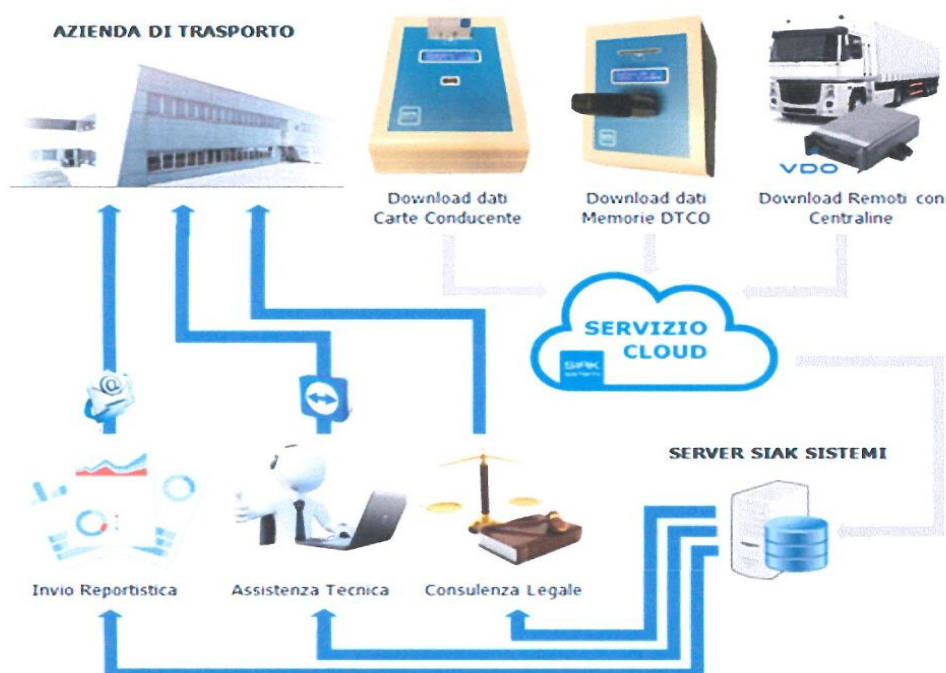 AZIENDA DI TRASPORTO
VDO
Download dati
Carte Conducente
Download dati
Memorie DTCO
Download Remoti con
Centraline
SERVIZIO
CLOUD
SIAK
@
SERVER SIAK SISTEMI
Invio Reportistica
Assistenza Tecnica
Consulenza Legale